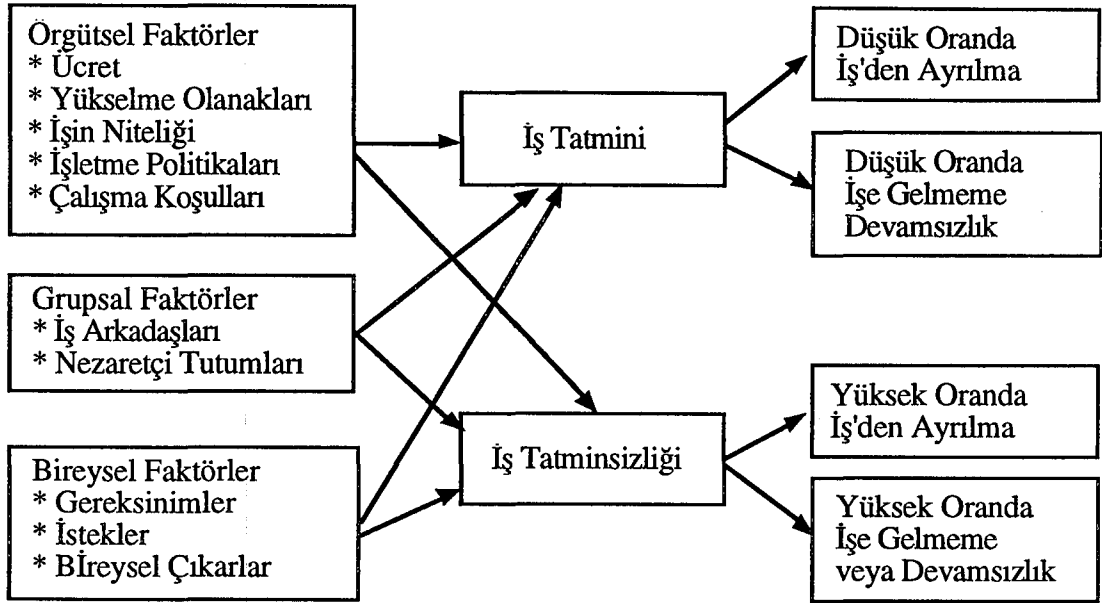 Örgütsel Faktörler
* Ücret
* Yükselme Olanakları
* İşin Niteliği
* İşletme Politikaları
* Çalışma Koşulları
Grupsal Faktörler
* İş Arkadaşları
* Nezaretçi Tutumları
Bireysel Faktörler
* Gereksinimler
* İstekler
* Bİreysel Çıkarlar
İş Tatmini
İş Tatminsizliği
Düşük Oranda
İş'den Ayrılma
Düşük Oranda
İşe Gelmeme
Devamsızlık
Yüksek Oranda
İş'den Ayrılma
Yüksek Oranda
İşe Gelmeme
veya Devamsızlık